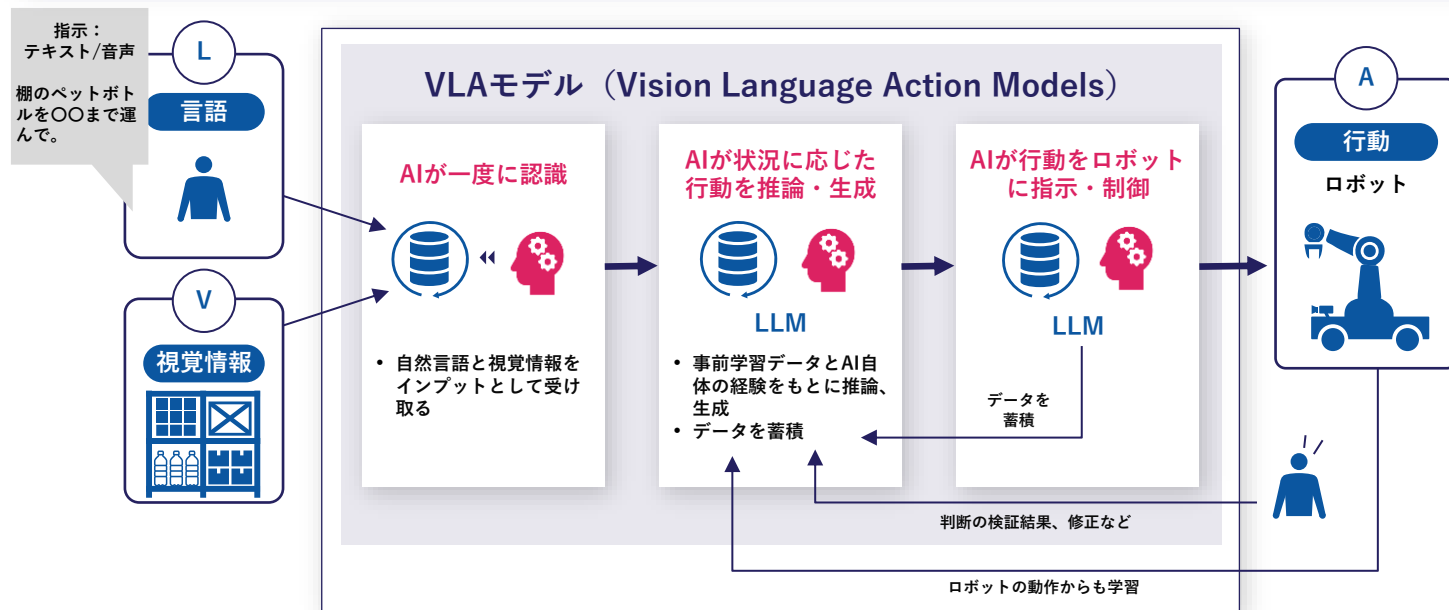 指示：
テキスト/音声
棚のペットボト
ルを〇〇まで運
んで。
L
言語
V
視覚情報
VLAモデル（Vision Language Action Models）
AIが一度に認識
• 自然言語と視覚情報を
インプットとして受け
取る
AIが状況に応じた
行動を推論・生成
LLM
• 事前学習データとAI自
体の経験をもとに推論、
生成
• データを蓄積
AIが行動をロボット
に指示・制御
LLM
データを
蓄積
A
行動
ロボット
判断の検証結果、修正など
ロボットの動作からも学習